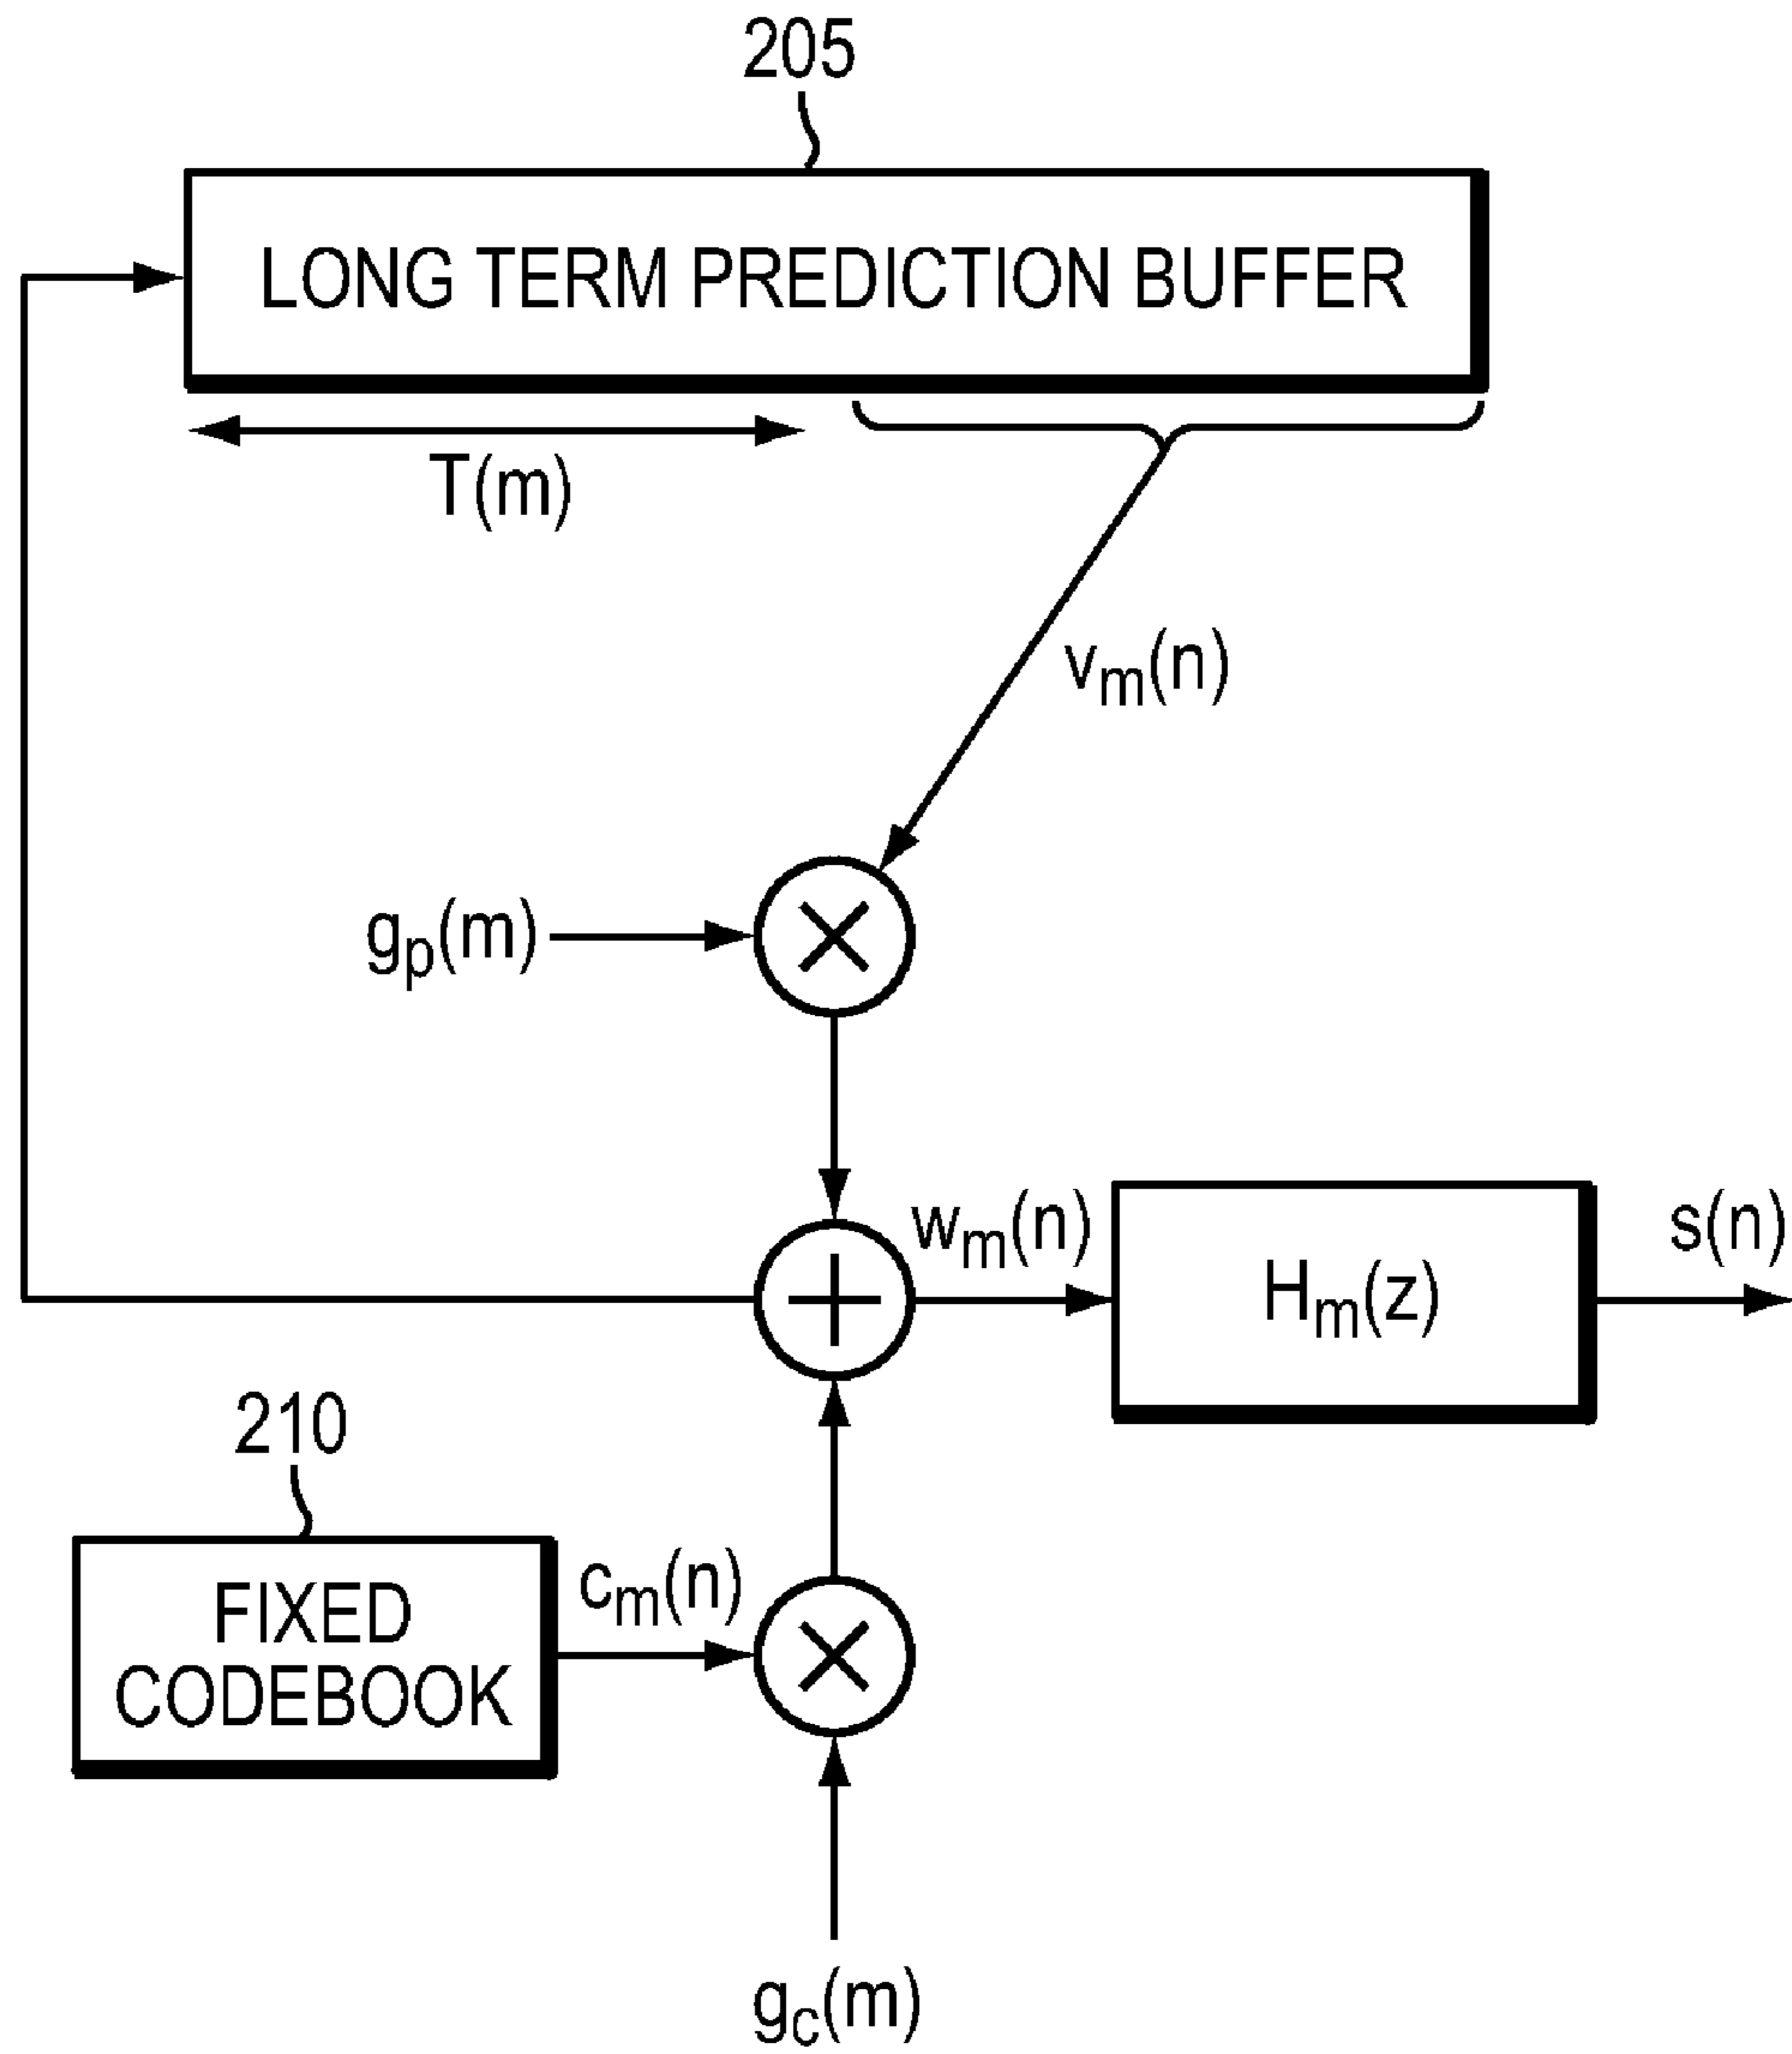 205
LONG TERM PREDICTION BUFFER
T(m)
vm(n)
gp(m)
wm(n)
s(n)
Hm(z)
210
FIXED
CODEBOOK
cm(n)
gc(m)